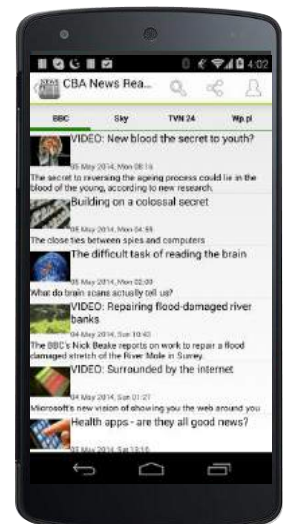 4:02
CBA News Rea...
BBC
Sky
TVN 24
Wp.pl
VIDEO: New blood the secret to youth?
05 May 2014, Mon 08:16
The secret to reversing the ageing process could lie in the
blood of the young, according to new research.
Building on a colossal secret
05 May 2014, Mon 04:58
The close ties between spies and computers
The difficult task of reading the brain
05 May 2014, Mon 02:09
What do brain scans actually tell us?
VIDEO: Repairing flood-damaged river
banks
04 May 2014, Sun 10:43
The BBC's Nick Beake reports on work to repair a flood
damaged stretch of the River Mole in Surrey.
VIDEO: Surrounded by the internet
04 May 2014, Sun 01:27
Microsoft's new vision of showing you the web around you
Health apps - are they all good news?
03 May 2014, Sat